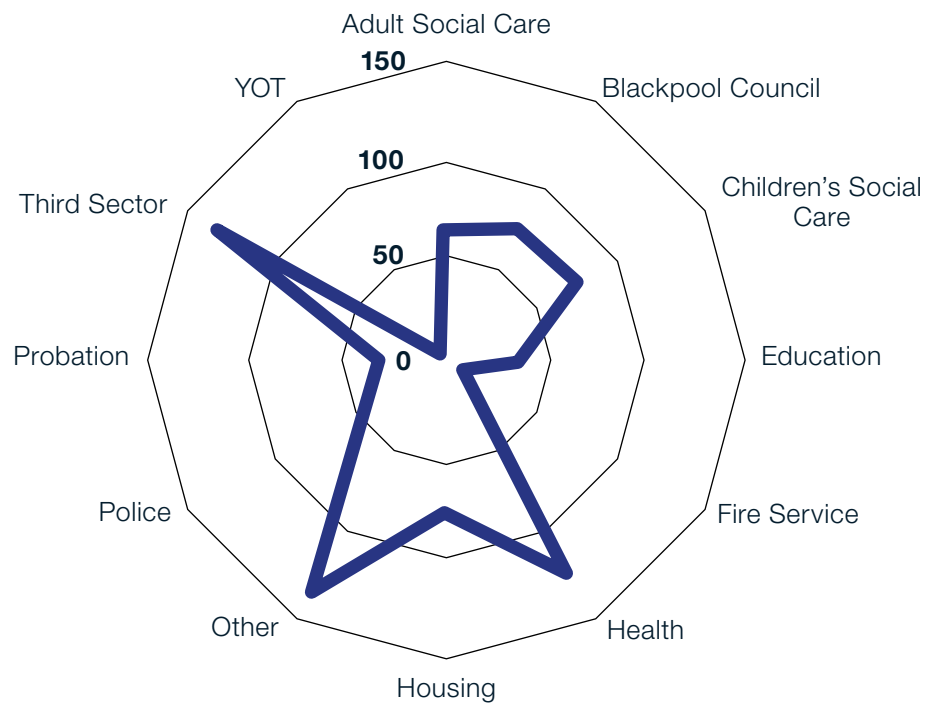 Adult Social Care
150
YOT
Blackpool Council
100
Children’s Social
Care
Third Sector
50
Probation
0
Education
Police
Fire Service
Other
Health
Housing